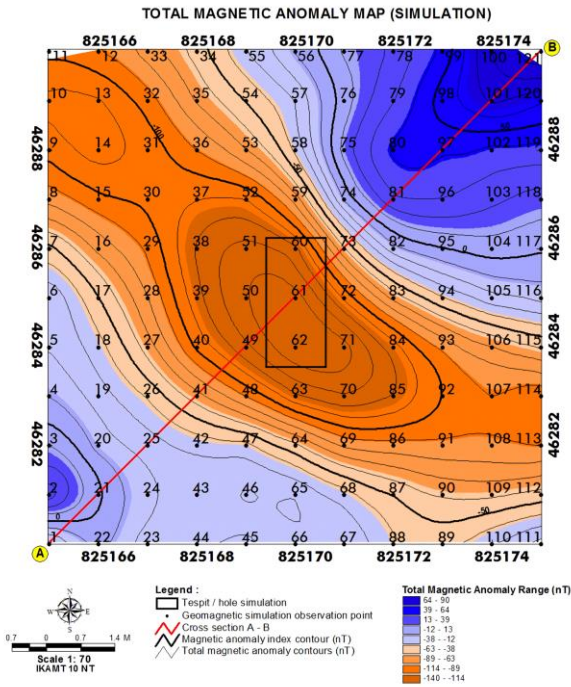 TOTAL MAGNETIC ANOMALY MAP (SIMULATION)
825166 825168 825170 825172 825174
B
11 12 33 34 55 56 77 78 99 100 121
10 13 32 35 54 57 76 79 98 101 120
-100
50
46288 9 14 31 36 53 58 75 80 97 102 119 46288
-50
8 15 30 37 52 59 74 81 96 103 118
46286 7 16 29 38 51 60 73 82 95 104 117 46286
0
6 17 28 39 50 61 72 83 94 105 116
46284 5 18 27 40 49 62 71 84 93 106 115 46284
4 19 26 41 48 63 70 85 92 107 114
46282 3 20 25 42 47 64 69 86 91 108 113 46282
2 21 24 43 46 65 68 87 90 109 112
0
-50
1 22 23 44 45 66 67 88 89 110 111
A
825166 825168 825170 825172 825174
N
W E
S
0.7 0 0.7 1.4 M
Scale 1: 70
IKAMT 10 NT
Legend :
Tespit / hole simulation
Geomagnetic simulation observation point
Cross section A - B
Magnetic anomaly index contour (nT)
Total magnetic anomaly contours (nT)
Total Magnetic Anomaly Range (nT)
64 - 90
39 - 64
13 - 39
-12 - 13
-38 - -12
-63 - -38
-89 - -63
-114 - -89
-140 - -114